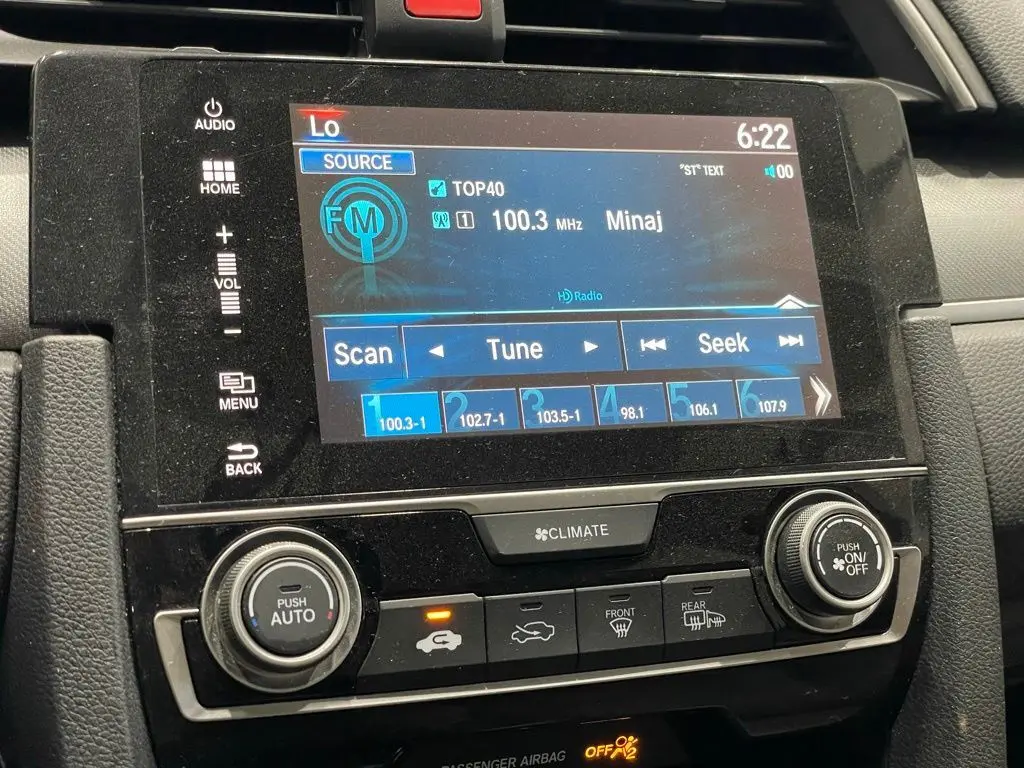 AUDIO
HOME
+
VOL
−
MENU
BACK
Lo
6:22
SOURCE
"ST" TEXT
00
FM
TOP40
1 100.3 MHz Minaj
HD Radio
Scan Tune Seek
1 100.3-1 2 102.7-1 3 103.5-1 4 98.1 5 106.1 6 107.9
CLIMATE
PUSH
AUTO
FRONT
REAR
PUSH
ON/
OFF
PASSENGER AIRBAG
OFF
2